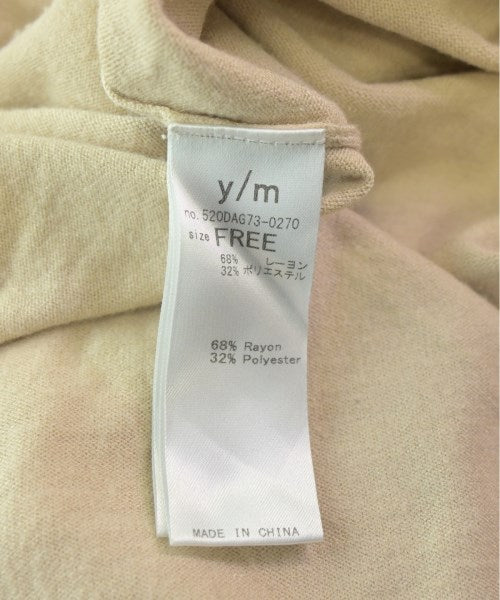 y/m
no. 520DAG73-0270
size FREE
68% レーヨン
32% ポリエステル
68% Rayon
32% Polyester
MADE IN CHINA